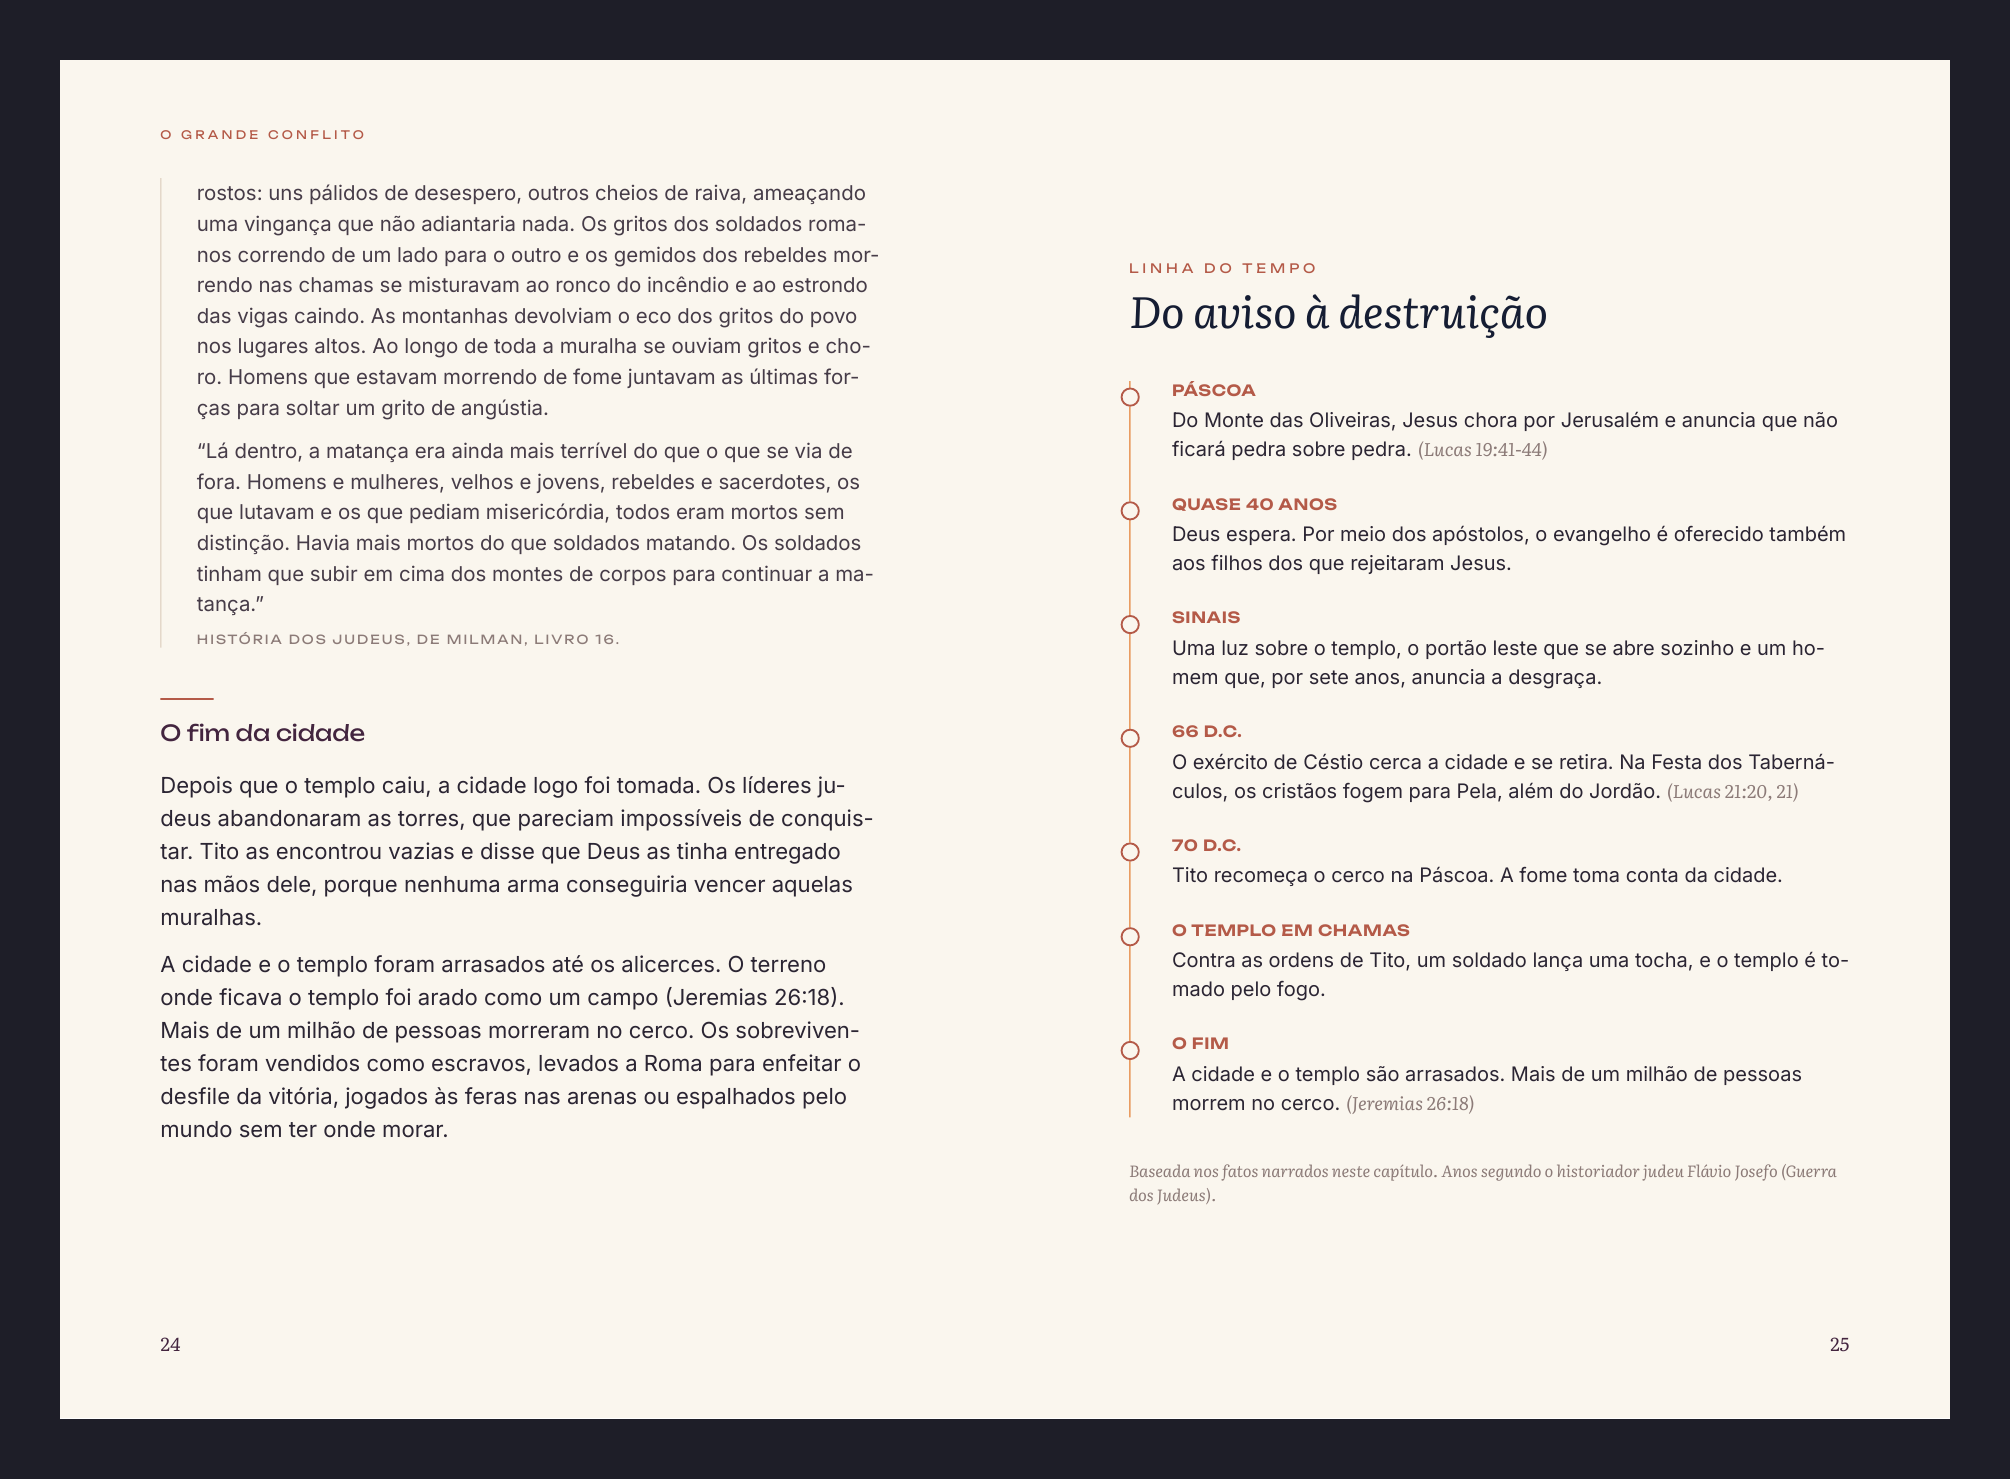 O GRANDE CONFLITO
rostos: uns pálidos de desespero, outros cheios de raiva, ameaçando
uma vingança que não adiantaria nada. Os gritos dos soldados roma-
nos correndo de um lado para o outro e os gemidos dos rebeldes mor-
rendo nas chamas se misturavam ao ronco do incêndio e ao estrondo
das vigas caindo. As montanhas devolviam o eco dos gritos do povo
nos lugares altos. Ao longo de toda a muralha se ouviam gritos e cho-
ro. Homens que estavam morrendo de fome juntavam as últimas for-
ças para soltar um grito de angústia.
“Lá dentro, a matança era ainda mais terrível do que o que se via de
fora. Homens e mulheres, velhos e jovens, rebeldes e sacerdotes, os
que lutavam e os que pediam misericórdia, todos eram mortos sem
distinção. Havia mais mortos do que soldados matando. Os soldados
tinham que subir em cima dos montes de corpos para continuar a ma-
tança.”
HISTÓRIA DOS JUDEUS, DE MILMAN, LIVRO 16.
O fim da cidade
Depois que o templo caiu, a cidade logo foi tomada. Os líderes ju-
deus abandonaram as torres, que pareciam impossíveis de conquis-
tar. Tito as encontrou vazias e disse que Deus as tinha entregado
nas mãos dele, porque nenhuma arma conseguiria vencer aquelas
muralhas.
A cidade e o templo foram arrasados até os alicerces. O terreno
onde ficava o templo foi arado como um campo (Jeremias 26:18).
Mais de um milhão de pessoas morreram no cerco. Os sobreviven-
tes foram vendidos como escravos, levados a Roma para enfeitar o
desfile da vitória, jogados às feras nas arenas ou espalhados pelo
mundo sem ter onde morar.
24
LINHA DO TEMPO
Do aviso à destruição
PÁSCOA
Do Monte das Oliveiras, Jesus chora por Jerusalém e anuncia que não
ficará pedra sobre pedra. (Lucas 19:41-44)
QUASE 40 ANOS
Deus espera. Por meio dos apóstolos, o evangelho é oferecido também
aos filhos dos que rejeitaram Jesus.
SINAIS
Uma luz sobre o templo, o portão leste que se abre sozinho e um ho-
mem que, por sete anos, anuncia a desgraça.
66 D.C.
O exército de Céstio cerca a cidade e se retira. Na Festa dos Taberná-
culos, os cristãos fogem para Pela, além do Jordão. (Lucas 21:20, 21)
70 D.C.
Tito recomeça o cerco na Páscoa. A fome toma conta da cidade.
O TEMPLO EM CHAMAS
Contra as ordens de Tito, um soldado lança uma tocha, e o templo é to-
mado pelo fogo.
O FIM
A cidade e o templo são arrasados. Mais de um milhão de pessoas
morrem no cerco. (Jeremias 26:18)
Baseada nos fatos narrados neste capítulo. Anos segundo o historiador judeu Flávio Josefo (Guerra
dos Judeus).
25